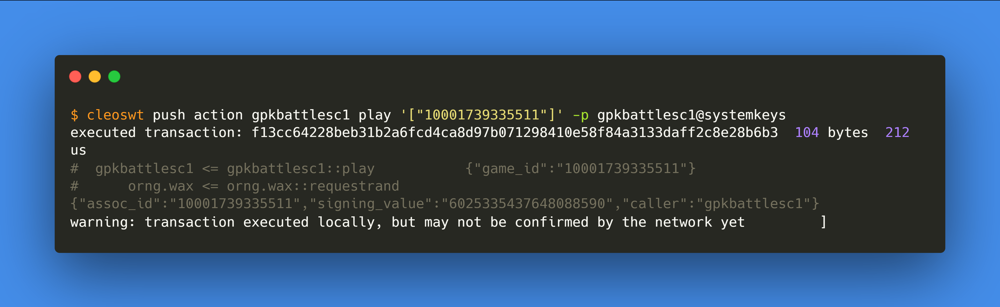 $ cleoswt push action gpkbattlesc1 play '["10001739335511"]' -p gpkbattlesc1@systemkeys
executed transaction: f13cc64228beb31b2a6fcd4ca8d97b071298410e58f84a3133daff2c8e28b6b3  104 bytes  212
us
#  gpkbattlesc1 <= gpkbattlesc1::play           {"game_id":"10001739335511"}
#      orng.wax <= orng.wax::requestrand
{"assoc_id":"10001739335511","signing_value":"6025335437648088590","caller":"gpkbattlesc1"}
warning: transaction executed locally, but may not be confirmed by the network yet         ]